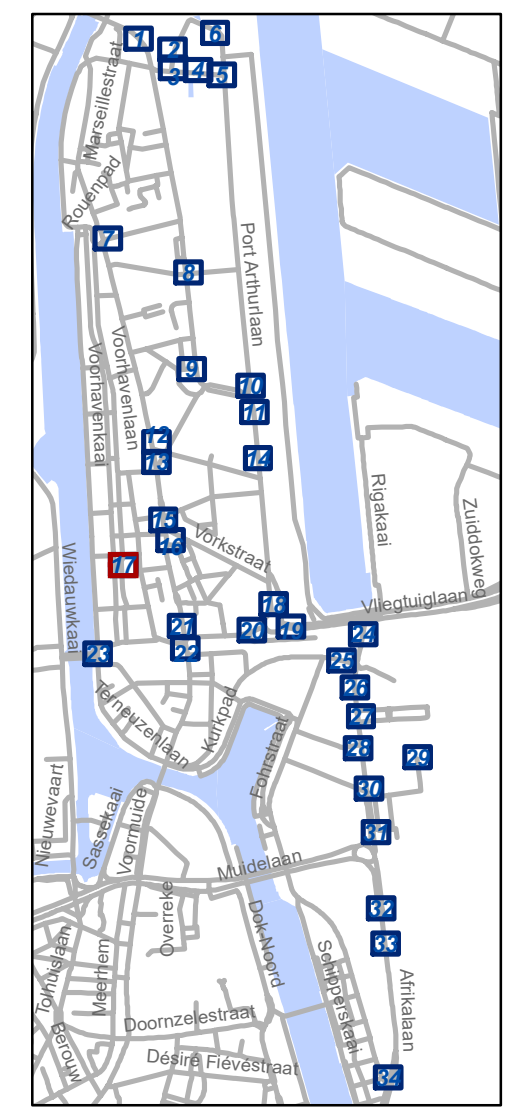 1
2
6
3
4
5
Marseillestraat
Rouenpad
7
8
Port Arthurlaan
Voorhavenlaan
Voorhavenkaai
9
10
11
12
13
14
15
16
Vorkstraat
Rigakaai
Zuiddokweg
17
Wiedauwkaai
18
19
20
21
22
23
Vliegtuiglaan
24
25
26
27
28
29
30
31
Terneuzenlaan
Kurkpad
Fohrstraat
Nieuwevaart
Sassekaai
Voormuide
Muidelaan
32
33
Overreke
Dok-Noord
Tolhuislaan
Meerhem
Schipperskaai
Afrikalaan
Doornzelestraat
Berouw
Désiré Fiévéstraat
34